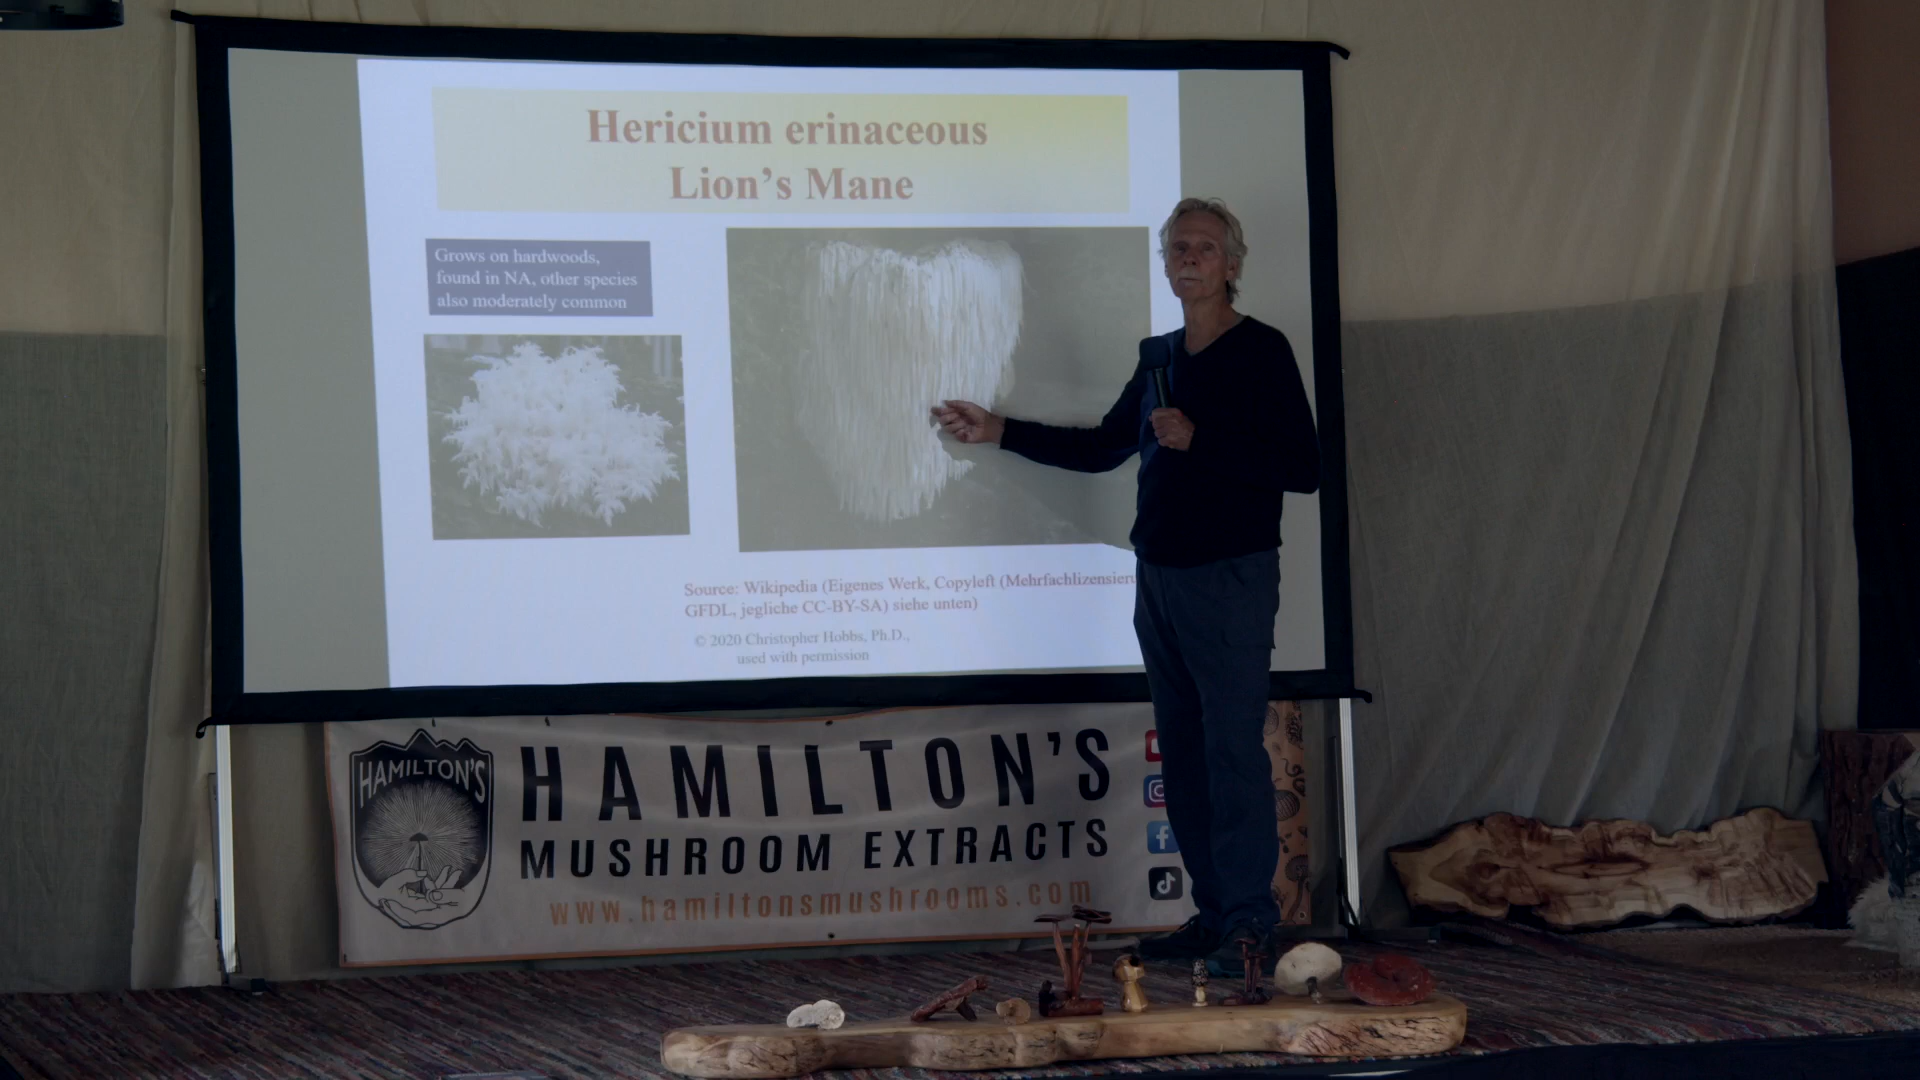 Hericium erinaceous
Lion's Mane
Grows on hardwoods,
found in NA, other species
also moderately common
Source: Wikipedia (Eigenes Werk, Copyleft (Mehrfachlizensieru
GFDL, jegliche CC-BY-SA) siehe unten)
© 2020 Christopher Hobbs, Ph.D.,
used with permission
HAMILTON'S
HAMILTON'S
MUSHROOM EXTRACTS
www.hamiltonsmushrooms.com